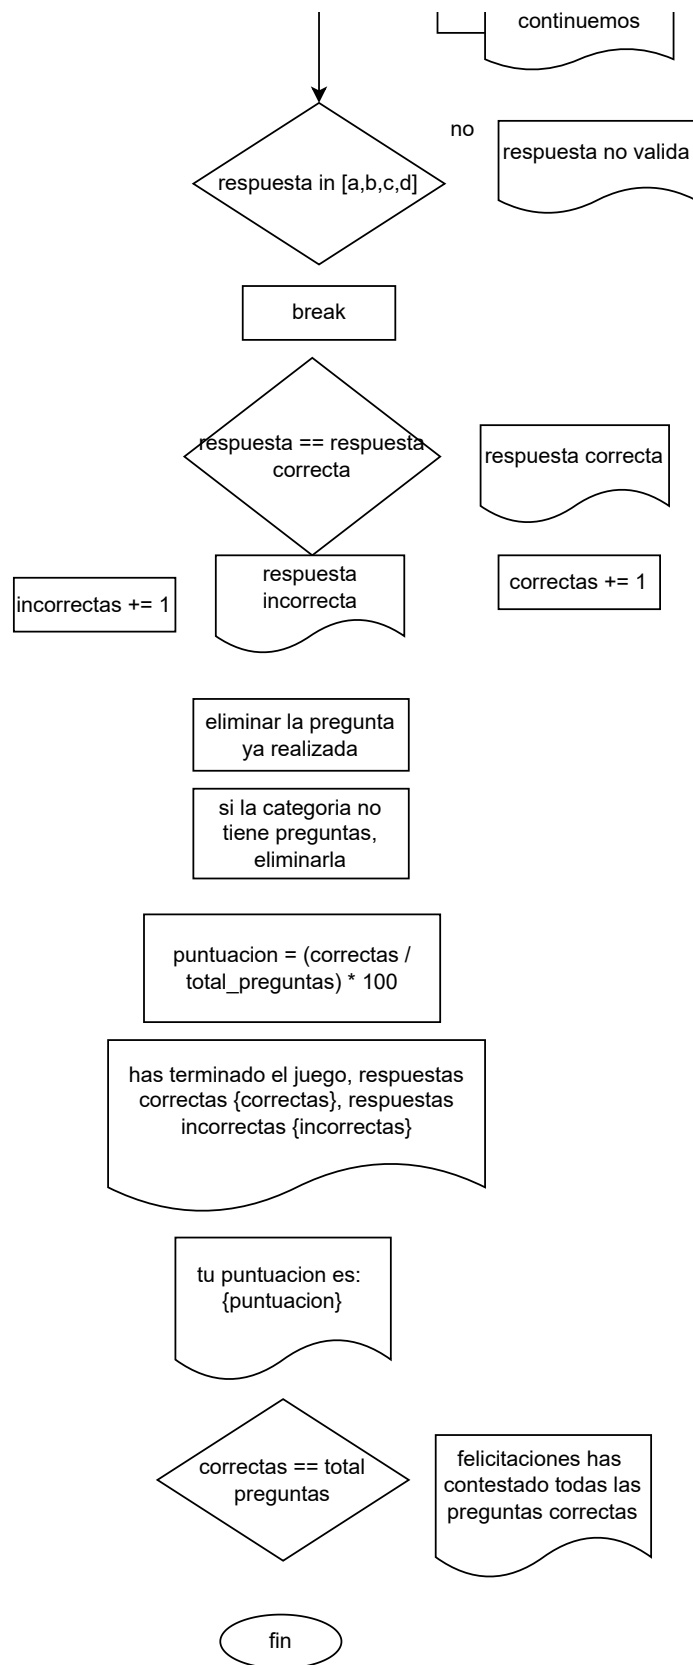 continuemos
no
respuesta no valida
respuesta in [a,b,c,d]
break
respuesta == respuesta
correcta
respuesta correcta
respuesta
incorrecta
correctas += 1
incorrectas += 1
eliminar la pregunta
ya realizada
si la categoria no
tiene preguntas,
eliminarla
puntuacion = (correctas /
total_preguntas) * 100
has terminado el juego, respuestas
correctas {correctas}, respuestas
incorrectas {incorrectas}
tu puntuacion es:
{puntuacion}
correctas == total
preguntas
felicitaciones has
contestado todas las
preguntas correctas
fin